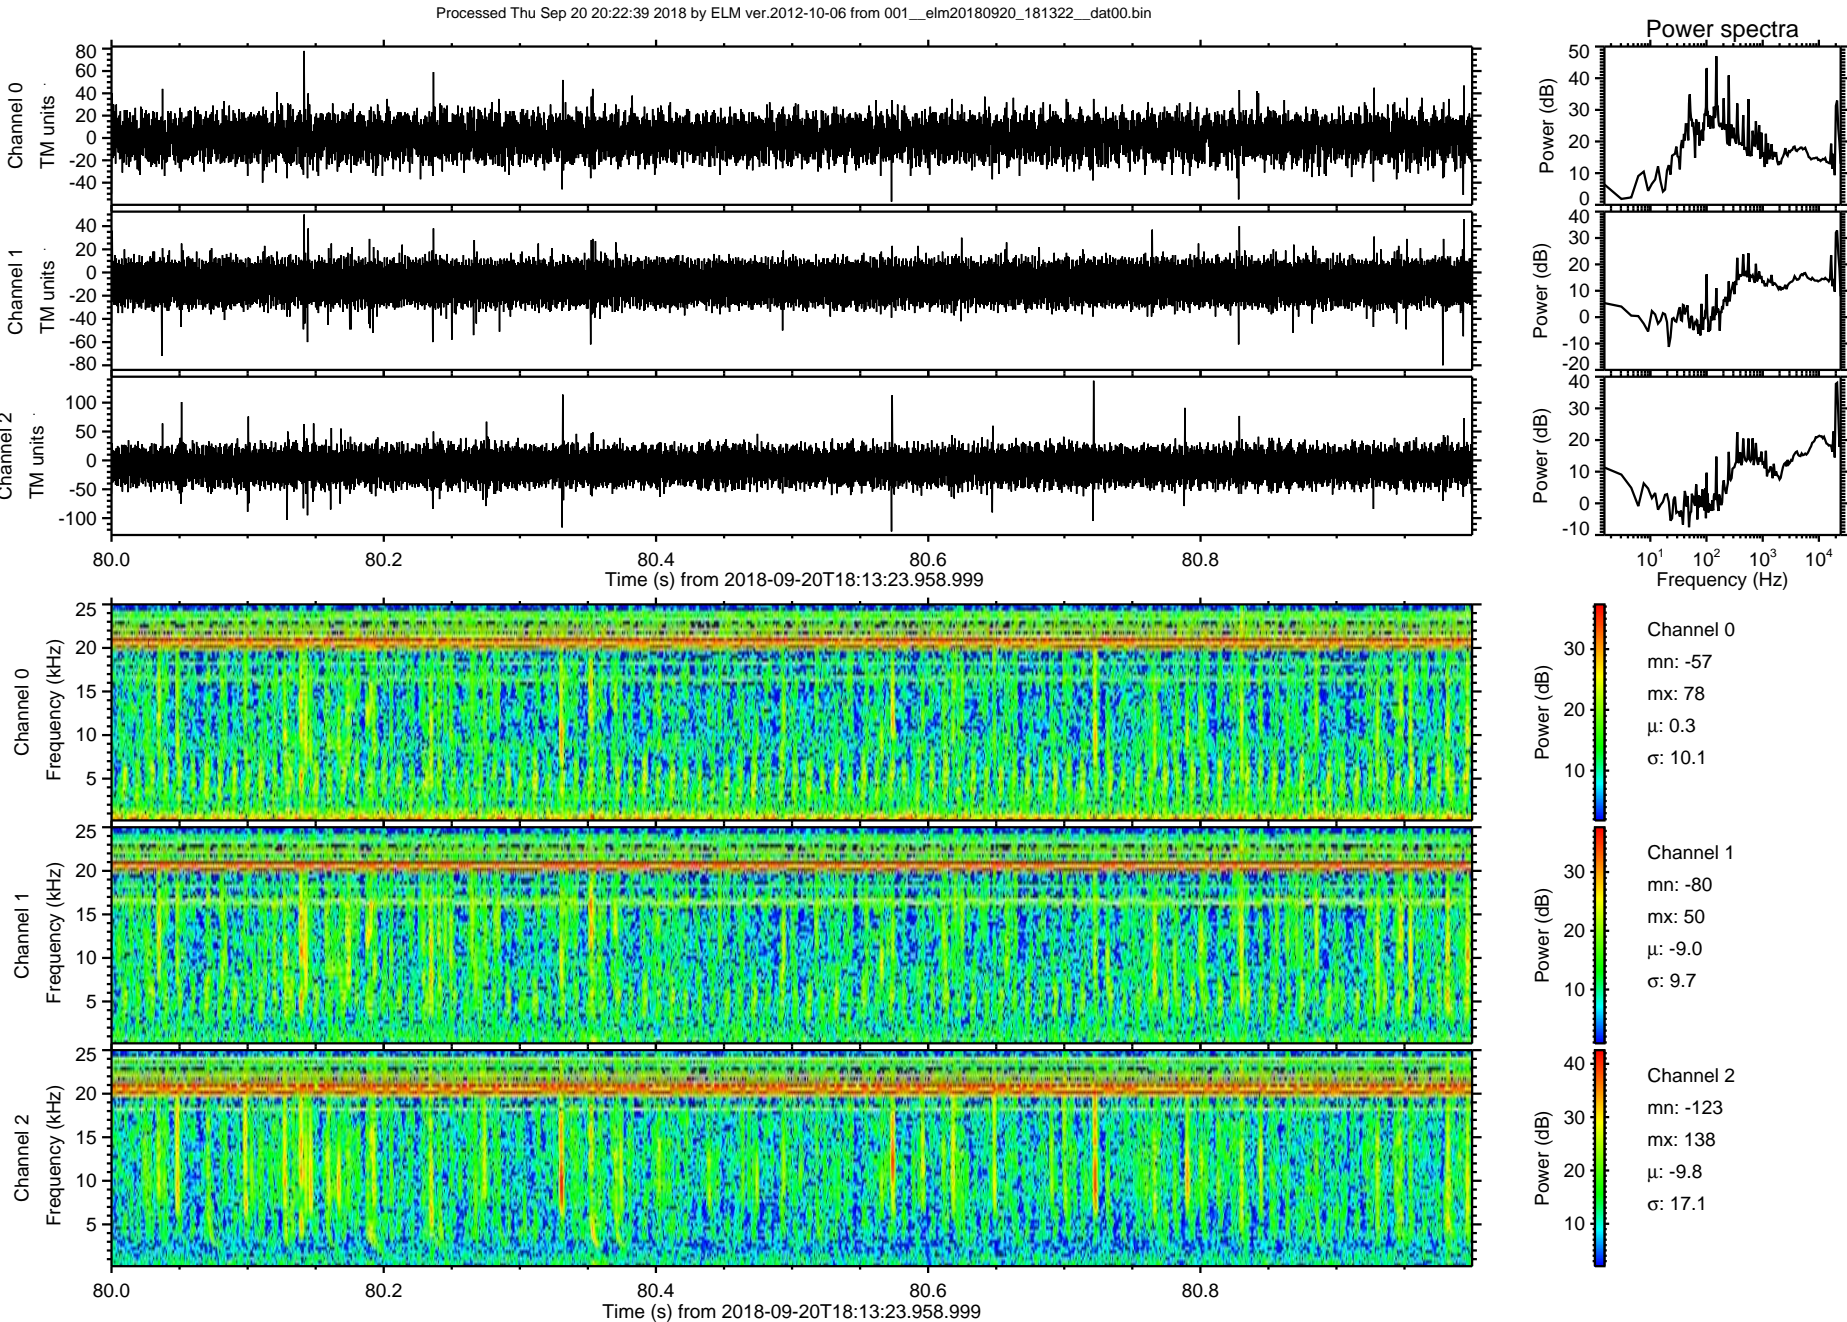 Processed Thu Sep 20 20:22:39 2018 by ELM ver.2012-10-06 from 001__elm20180920_181322__dat00.bin
Power spectra
Channel 0
TM units
80
60
40
20
0
-20
-40
Power (dB)
50
40
30
20
10
0
Channel 1
TM units
40
20
0
-20
-40
-60
-80
Power (dB)
40
30
20
10
0
-10
-20
Channel 2
TM units
100
50
0
-50
-100
Power (dB)
40
30
20
10
0
-10
80.0 80.2 80.4 80.6 80.8
Time (s) from 2018-09-20T18:13:23.958.999
10^1 10^2 10^3 10^4
Frequency (Hz)
Channel 0
Frequency (kHz)
25
20
15
10
5
Power (dB)
30
20
10
Channel 0
mn: -57
mx: 78
μ: 0.3
σ: 10.1
Channel 1
Frequency (kHz)
25
20
15
10
5
Power (dB)
30
20
10
Channel 1
mn: -80
mx: 50
μ: -9.0
σ: 9.7
Channel 2
Frequency (kHz)
25
20
15
10
5
Power (dB)
40
30
20
10
Channel 2
mn: -123
mx: 138
μ: -9.8
σ: 17.1
80.0 80.2 80.4 80.6 80.8
Time (s) from 2018-09-20T18:13:23.958.999